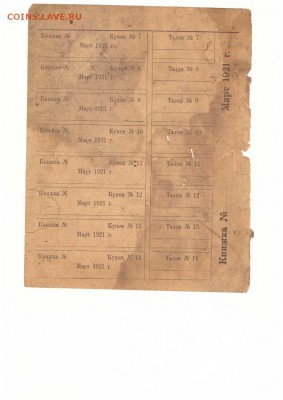 COINS.LAVE.RU
Книжка № Купон № 7 Талон № 7
Март 1921 г.
Книжка № Купон № 8 Талон № 8
Март 1921 г.
Книжка № Купон № 9 Талон № 9
Март 1921 г.
Книжка № Купон № 10 Талон № 10
Март 1921 г.
Книжка № Купон № 11 Талон № 11
Март 1921 г.
Книжка № Купон № 12 Талон № 12
Март 1921 г.
Книжка № Купон № 13 Талон № 13
Март 1921 г.
Книжка № Купон № 14 Талон № 14
Март 1921 г.
Книжка № Март 1921 г.